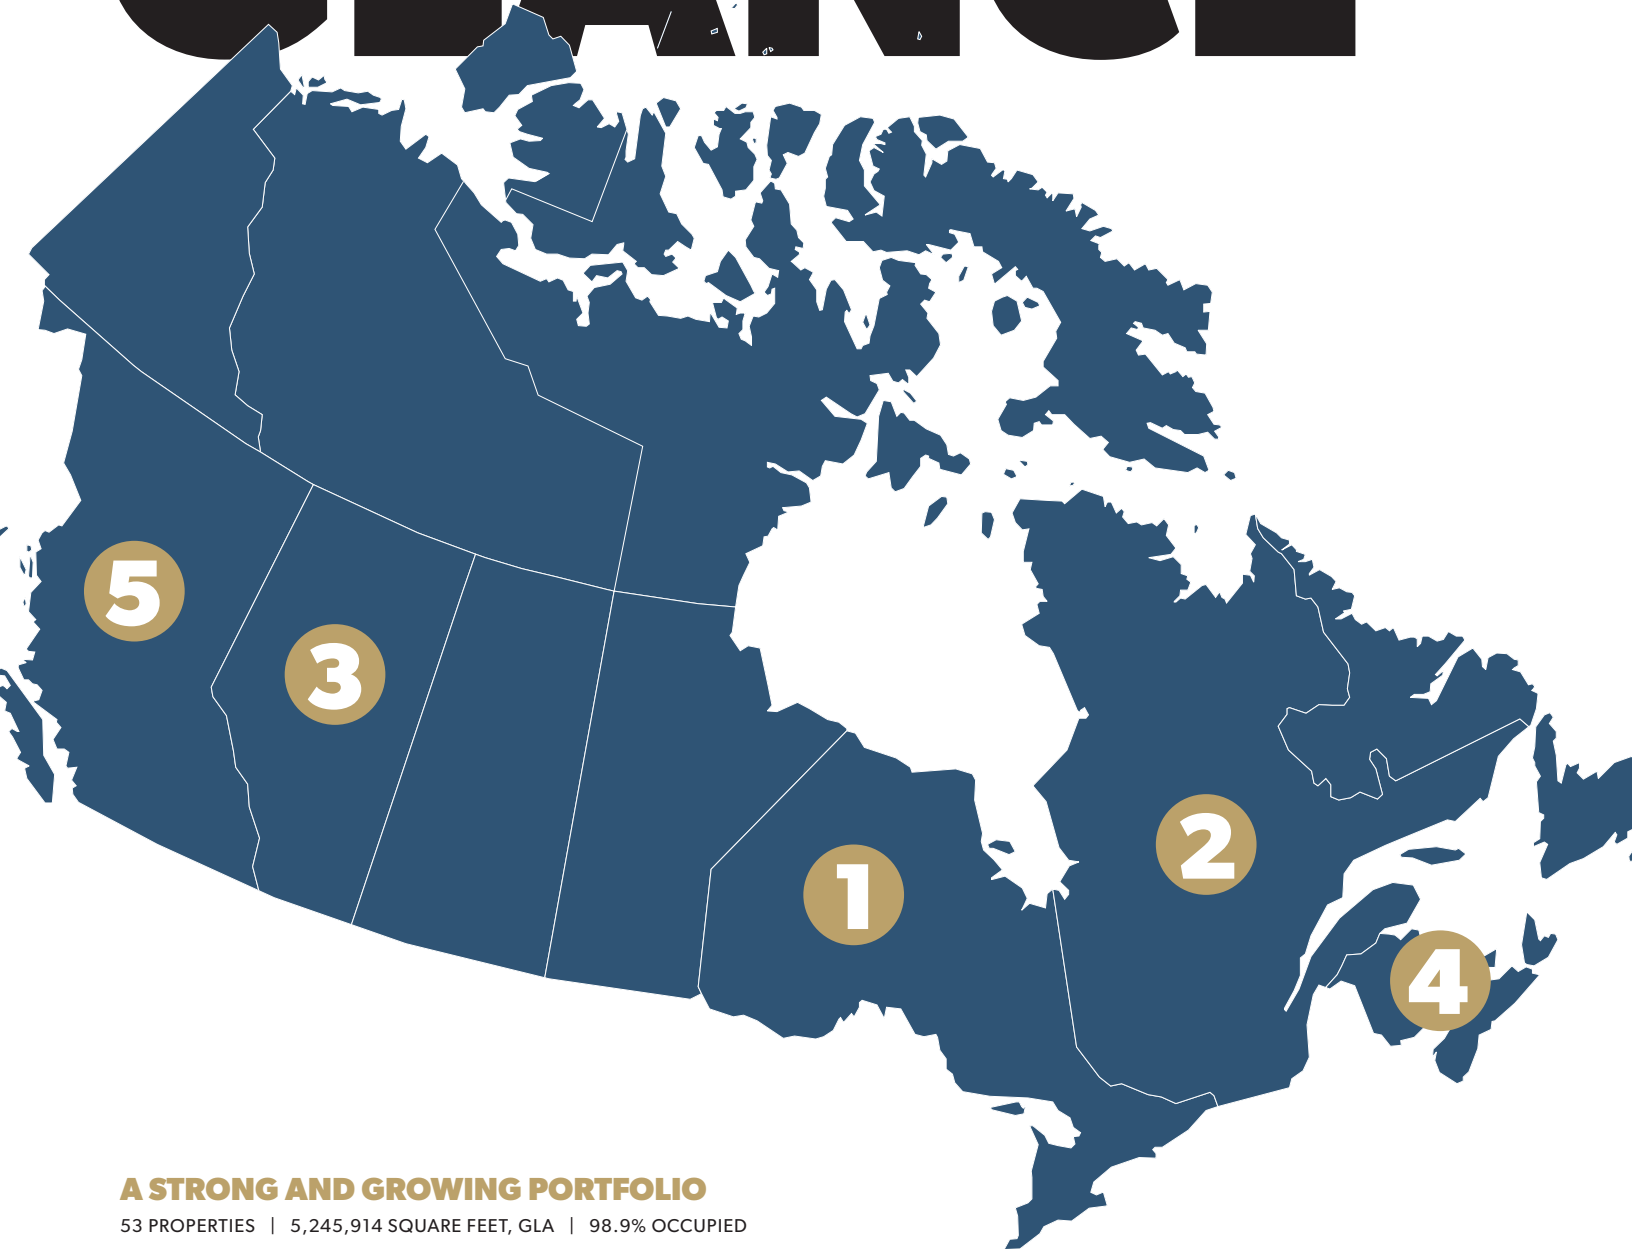 5
3
1
2
4
A STRONG AND GROWING PORTFOLIO
53 PROPERTIES | 5,245,914 SQUARE FEET, GLA | 98.9% OCCUPIED